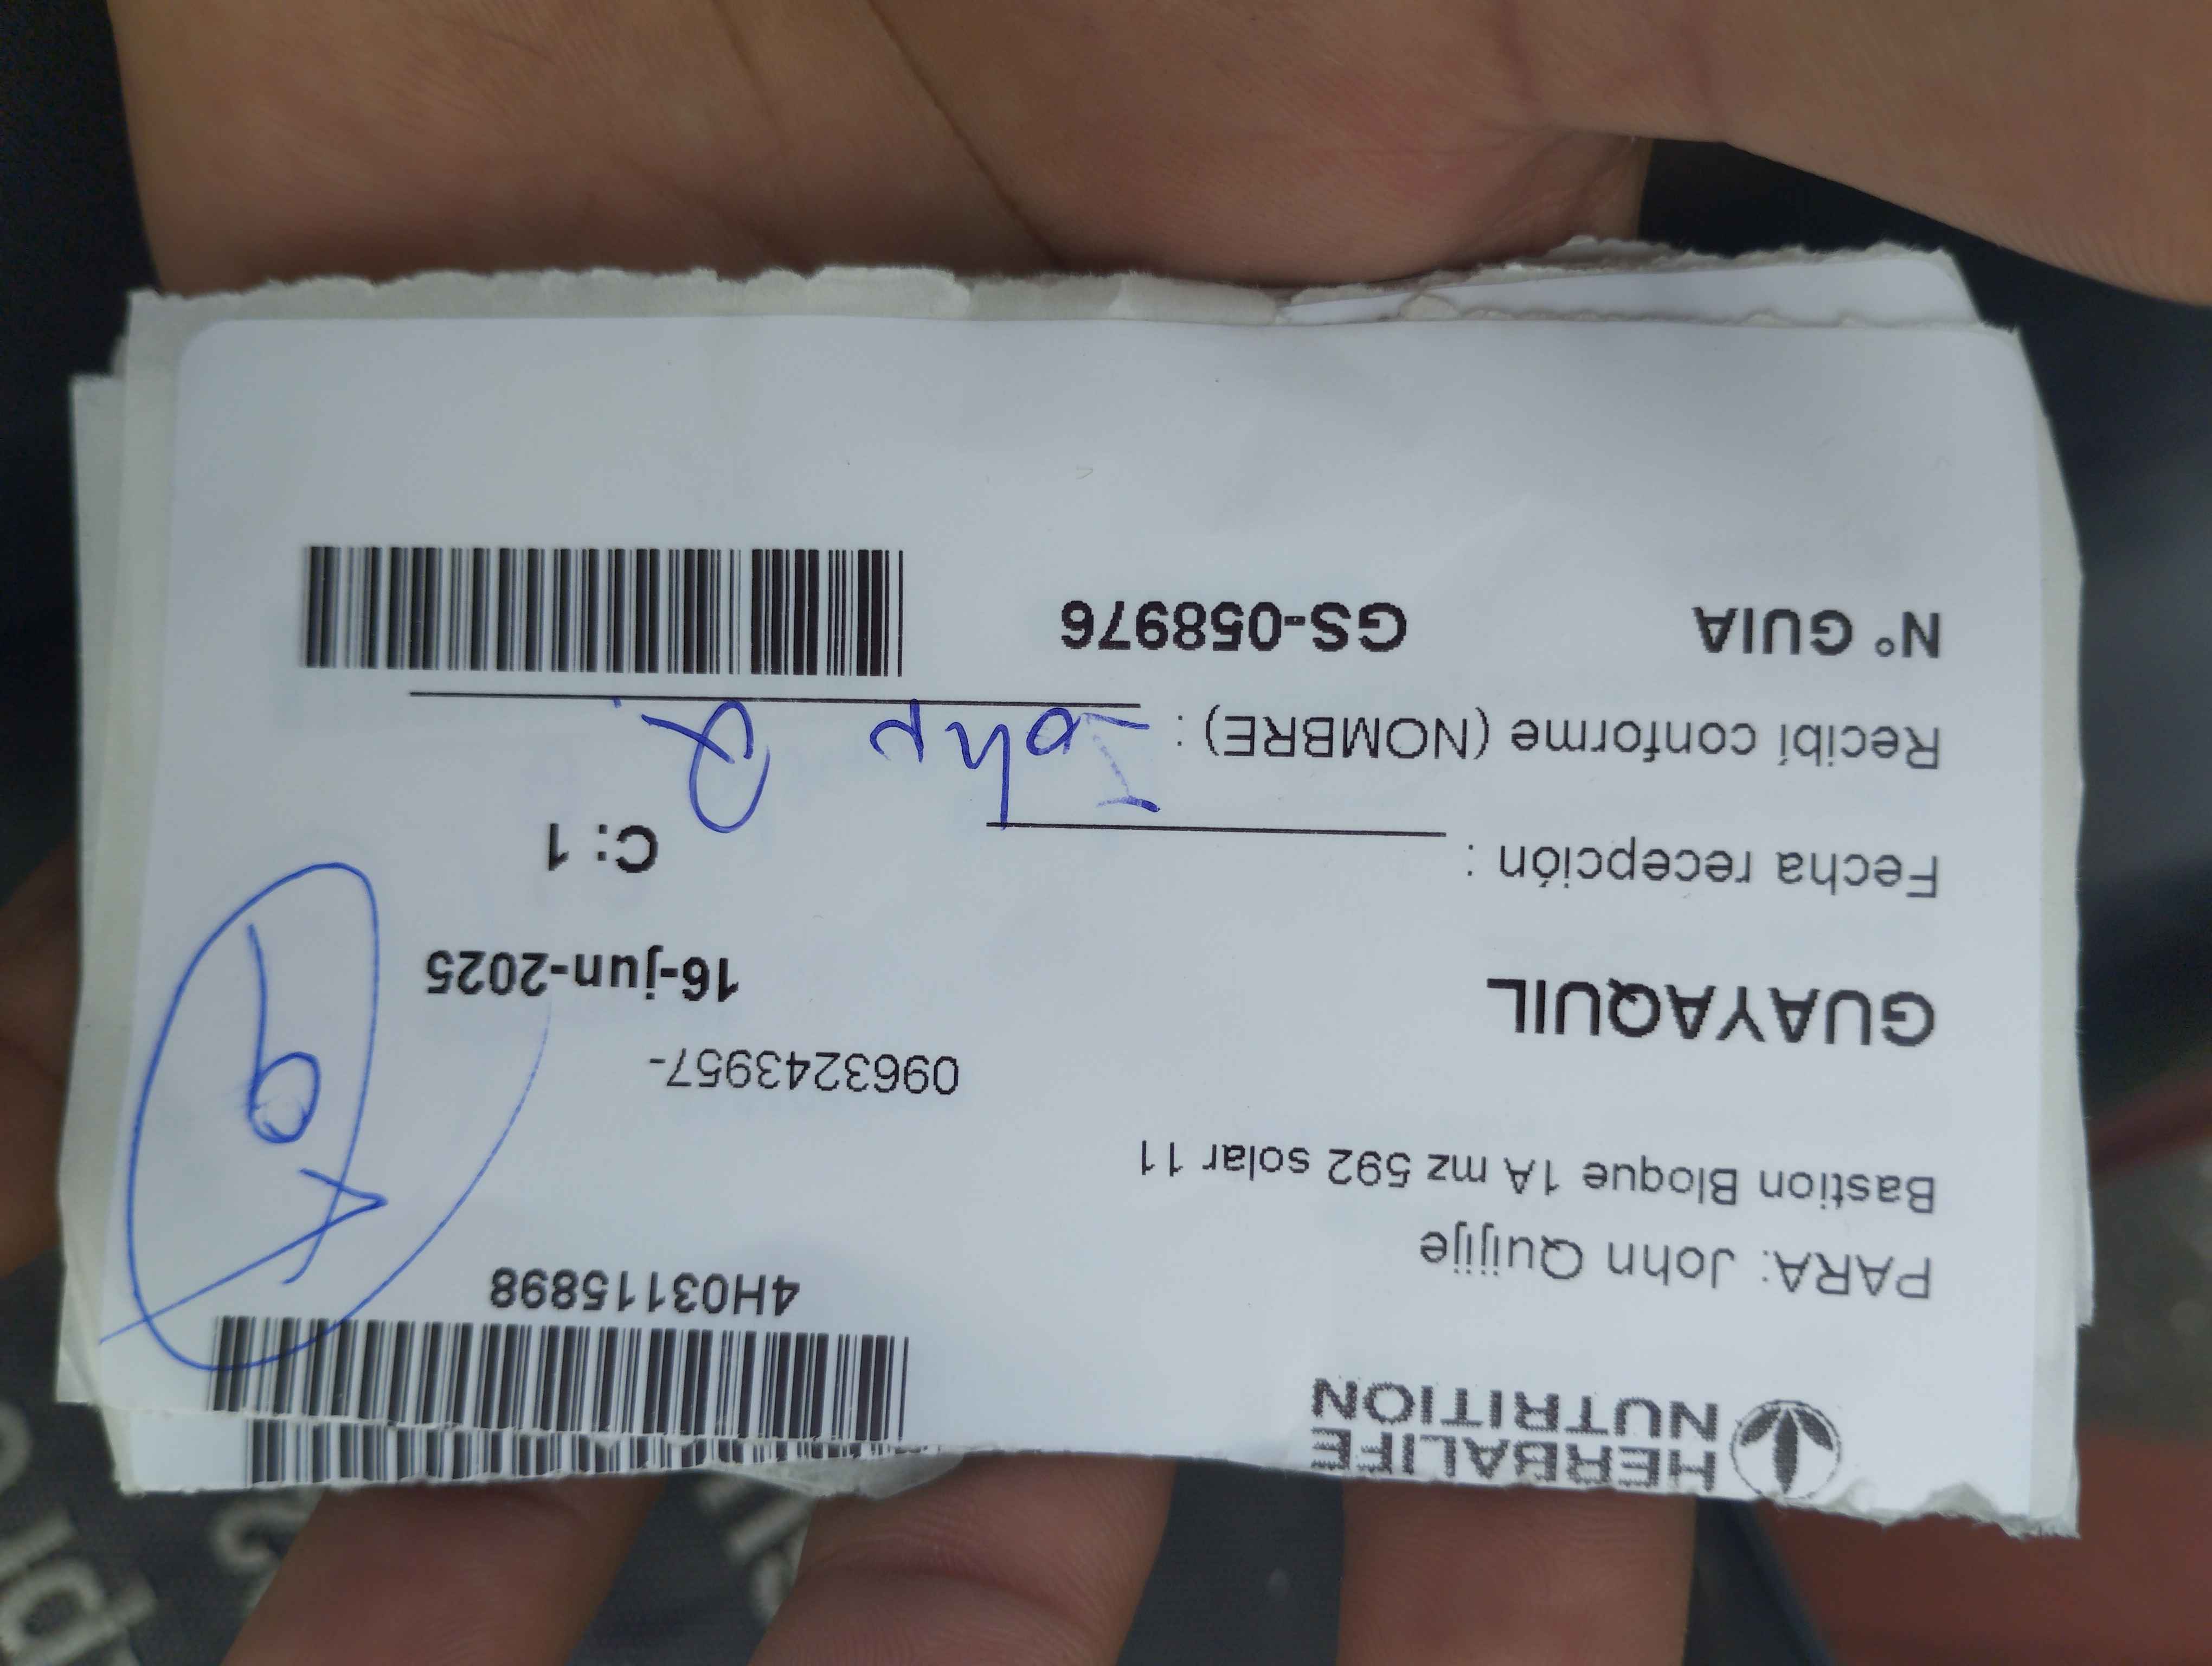 HERBALIFE
NUTRITION
4H03115898
PARA: John Quijije
Bastion Bloque 1A mz 592 solar 11
0963243957-
GUAYAQUIL
16-jun-2025
Fecha recepción :
C: 1
Recibí conforme (NOMBRE) : John Q
N° GUIA GS-058976